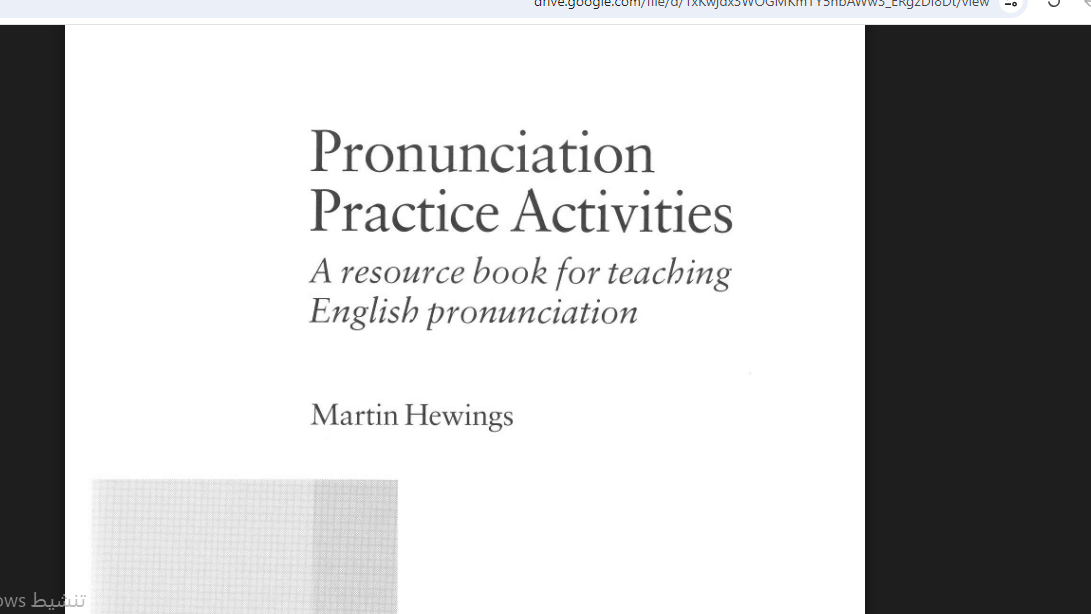 Pronunciation
Practice Activities
A resource book for teaching
English pronunciation
Martin Hewings
تنشيط